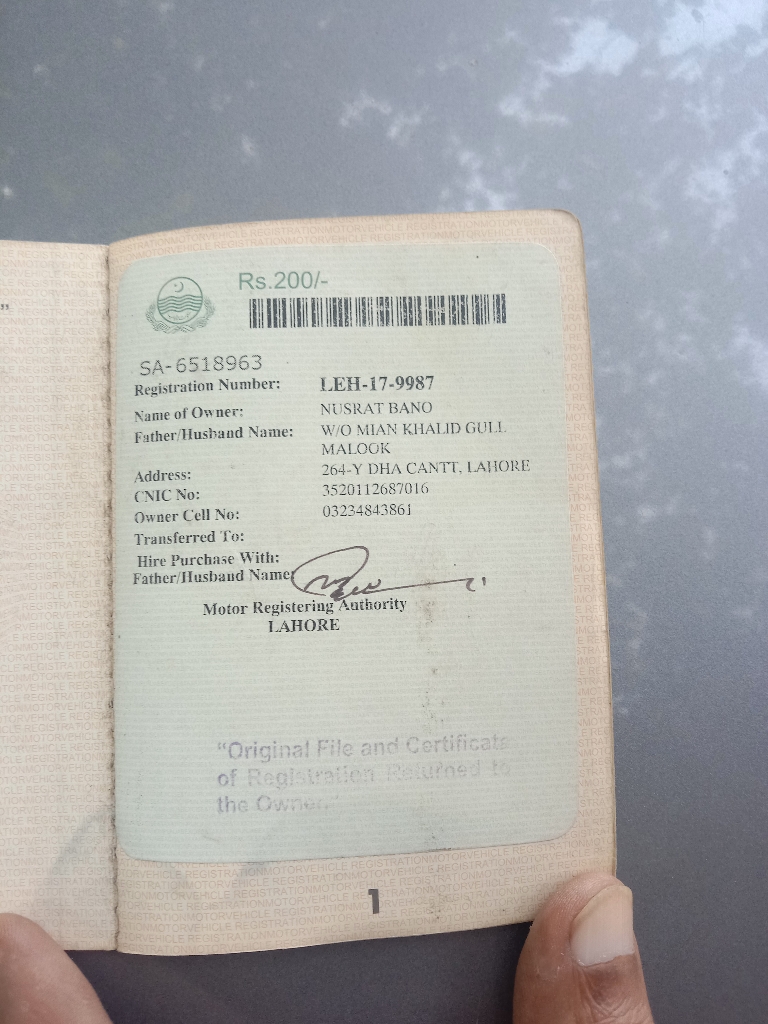 ”
Rs.200/-
SA-6518963
Registration Number: LEH-17-9987
Name of Owner: NUSRAT BANO
Father/Husband Name: W/O MIAN KHALID GULL
MALOOK
Address: 264-Y DHA CANTT, LAHORE
CNIC No: 3520112687016
Owner Cell No: 03234843861
Transferred To:
Hire Purchase With:
Father/Husband Name:
Motor Registering Authority
LAHORE
"Original File and Certificate
of Registration Returned to
the Owner."
1